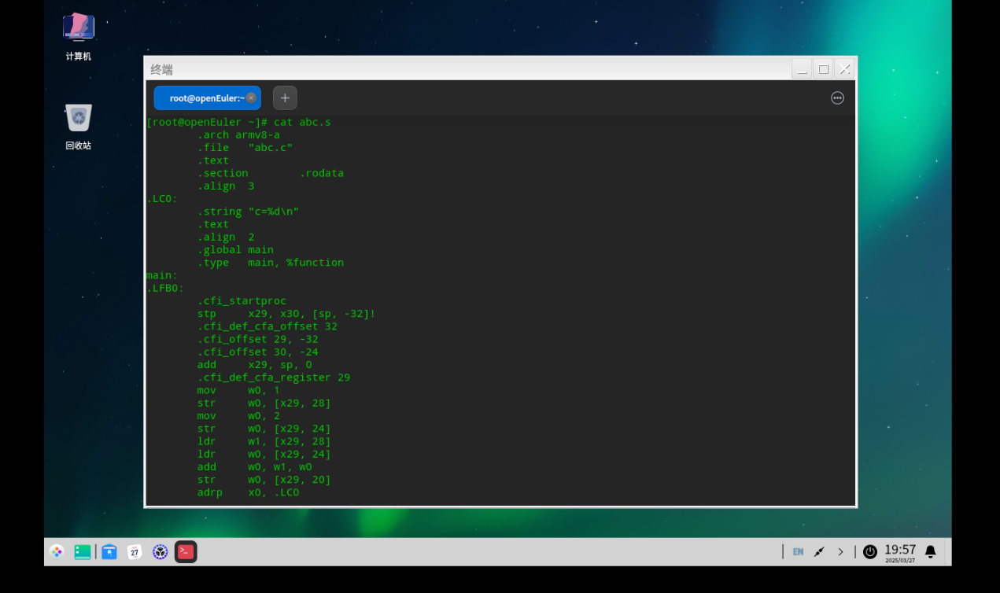 计算机
回收站
终端
root@openEuler:~
[root@openEuler ~]# cat abc.s
        .arch armv8-a
        .file   "abc.c"
        .text
        .section        .rodata
        .align  3
.LC0:
        .string "c=%d\n"
        .text
        .align  2
        .global main
        .type   main, %function
main:
.LFB0:
        .cfi_startproc
        stp     x29, x30, [sp, -32]!
        .cfi_def_cfa_offset 32
        .cfi_offset 29, -32
        .cfi_offset 30, -24
        add     x29, sp, 0
        .cfi_def_cfa_register 29
        mov     w0, 1
        str     w0, [x29, 28]
        mov     w0, 2
        str     w0, [x29, 24]
        ldr     w1, [x29, 28]
        ldr     w0, [x29, 24]
        add     w0, w1, w0
        str     w0, [x29, 20]
        adrp    x0, .LC0
27
EN
19:57
2025/03/27